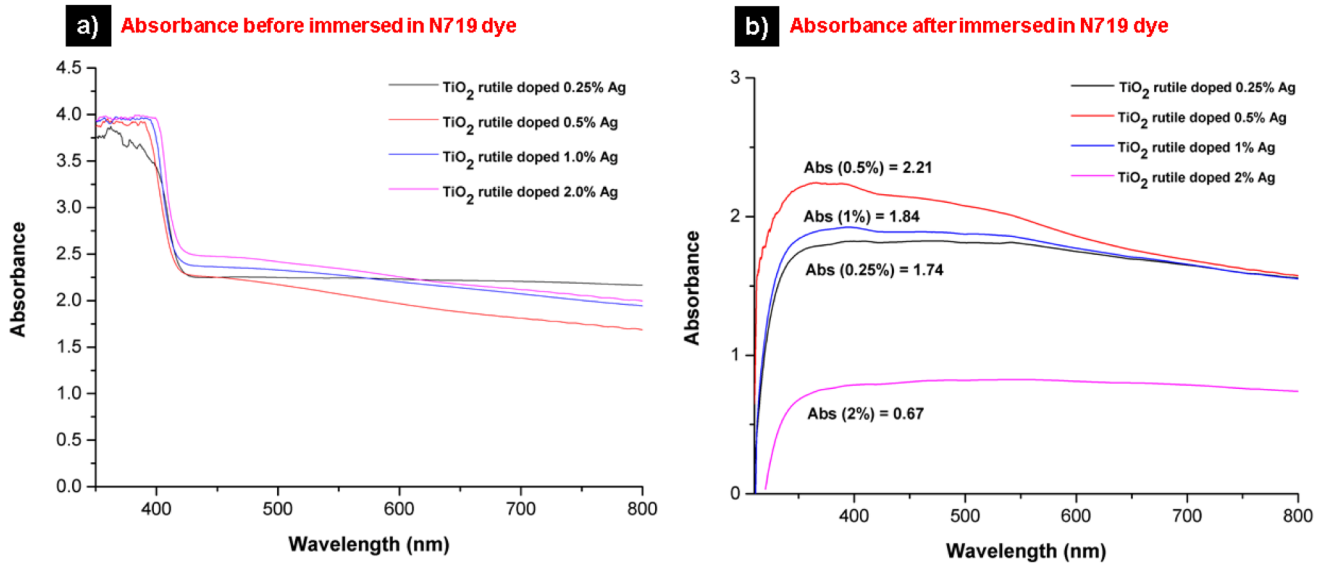 a) Absorbance before immersed in N719 dye
4.5
4.0
3.5
3.0
2.5
2.0
1.5
1.0
0.5
0.0
Absorbance
TiO2 rutile doped 0.25% Ag
TiO2 rutile doped 0.5% Ag
TiO2 rutile doped 1.0% Ag
TiO2 rutile doped 2.0% Ag
400 500 600 700 800
Wavelength (nm)
b) Absorbance after immersed in N719 dye
3
2
1
0
Absorbance
TiO2 rutile doped 0.25% Ag
TiO2 rutile doped 0.5% Ag
TiO2 rutile doped 1% Ag
TiO2 rutile doped 2% Ag
Abs (0.5%) = 2.21
Abs (1%) = 1.84
Abs (0.25%) = 1.74
Abs (2%) = 0.67
400 500 600 700 800
Wavelength (nm)